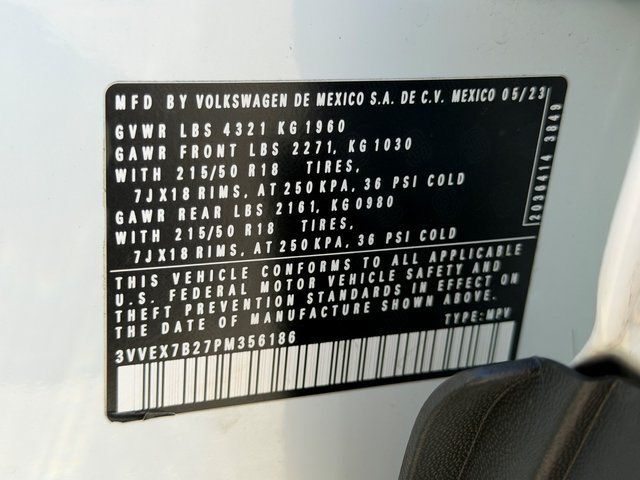 MFD BY VOLKSWAGEN DE MEXICO S.A. DE C.V. MEXICO 05/23
GVWR LBS 4321 KG 1960
GAWR FRONT LBS 2271, KG 1030
WITH 215/50 R18 TIRES,
7JX18 RIMS, AT 250 KPA, 36 PSI COLD
GAWR REAR LBS 2161, KG 0980
WITH 215/50 R18 TIRES,
7JX18 RIMS, AT 250 KPA, 36 PSI COLD
2036414 3849
THIS VEHICLE CONFORMS TO ALL APPLICABLE
U.S. FEDERAL MOTOR VEHICLE SAFETY AND
THEFT PREVENTION STANDARDS IN EFFECT ON
THE DATE OF MANUFACTURE SHOWN ABOVE.
3VVEX7B27PM356186 TYPE: MPV